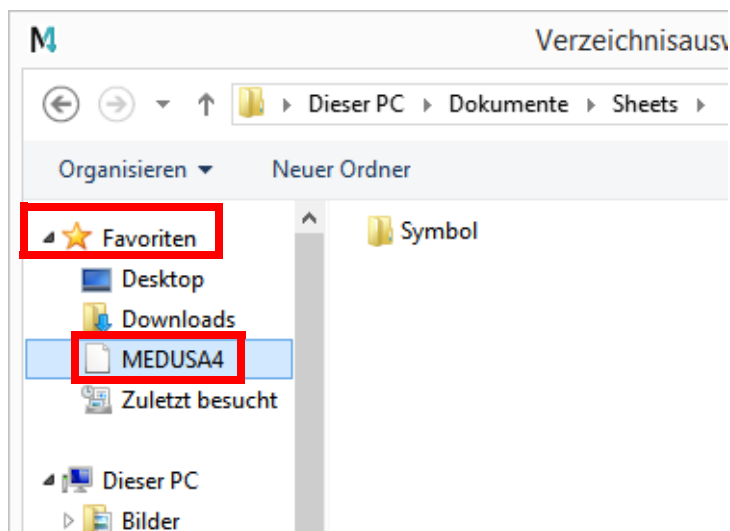 Verzeichnisausw
Dieser PC Dokumente Sheets
Organisieren Neuer Ordner
Favoriten
Symbol
Desktop
Downloads
MEDUSA4
Zuletzt besucht
Dieser PC
Bilder